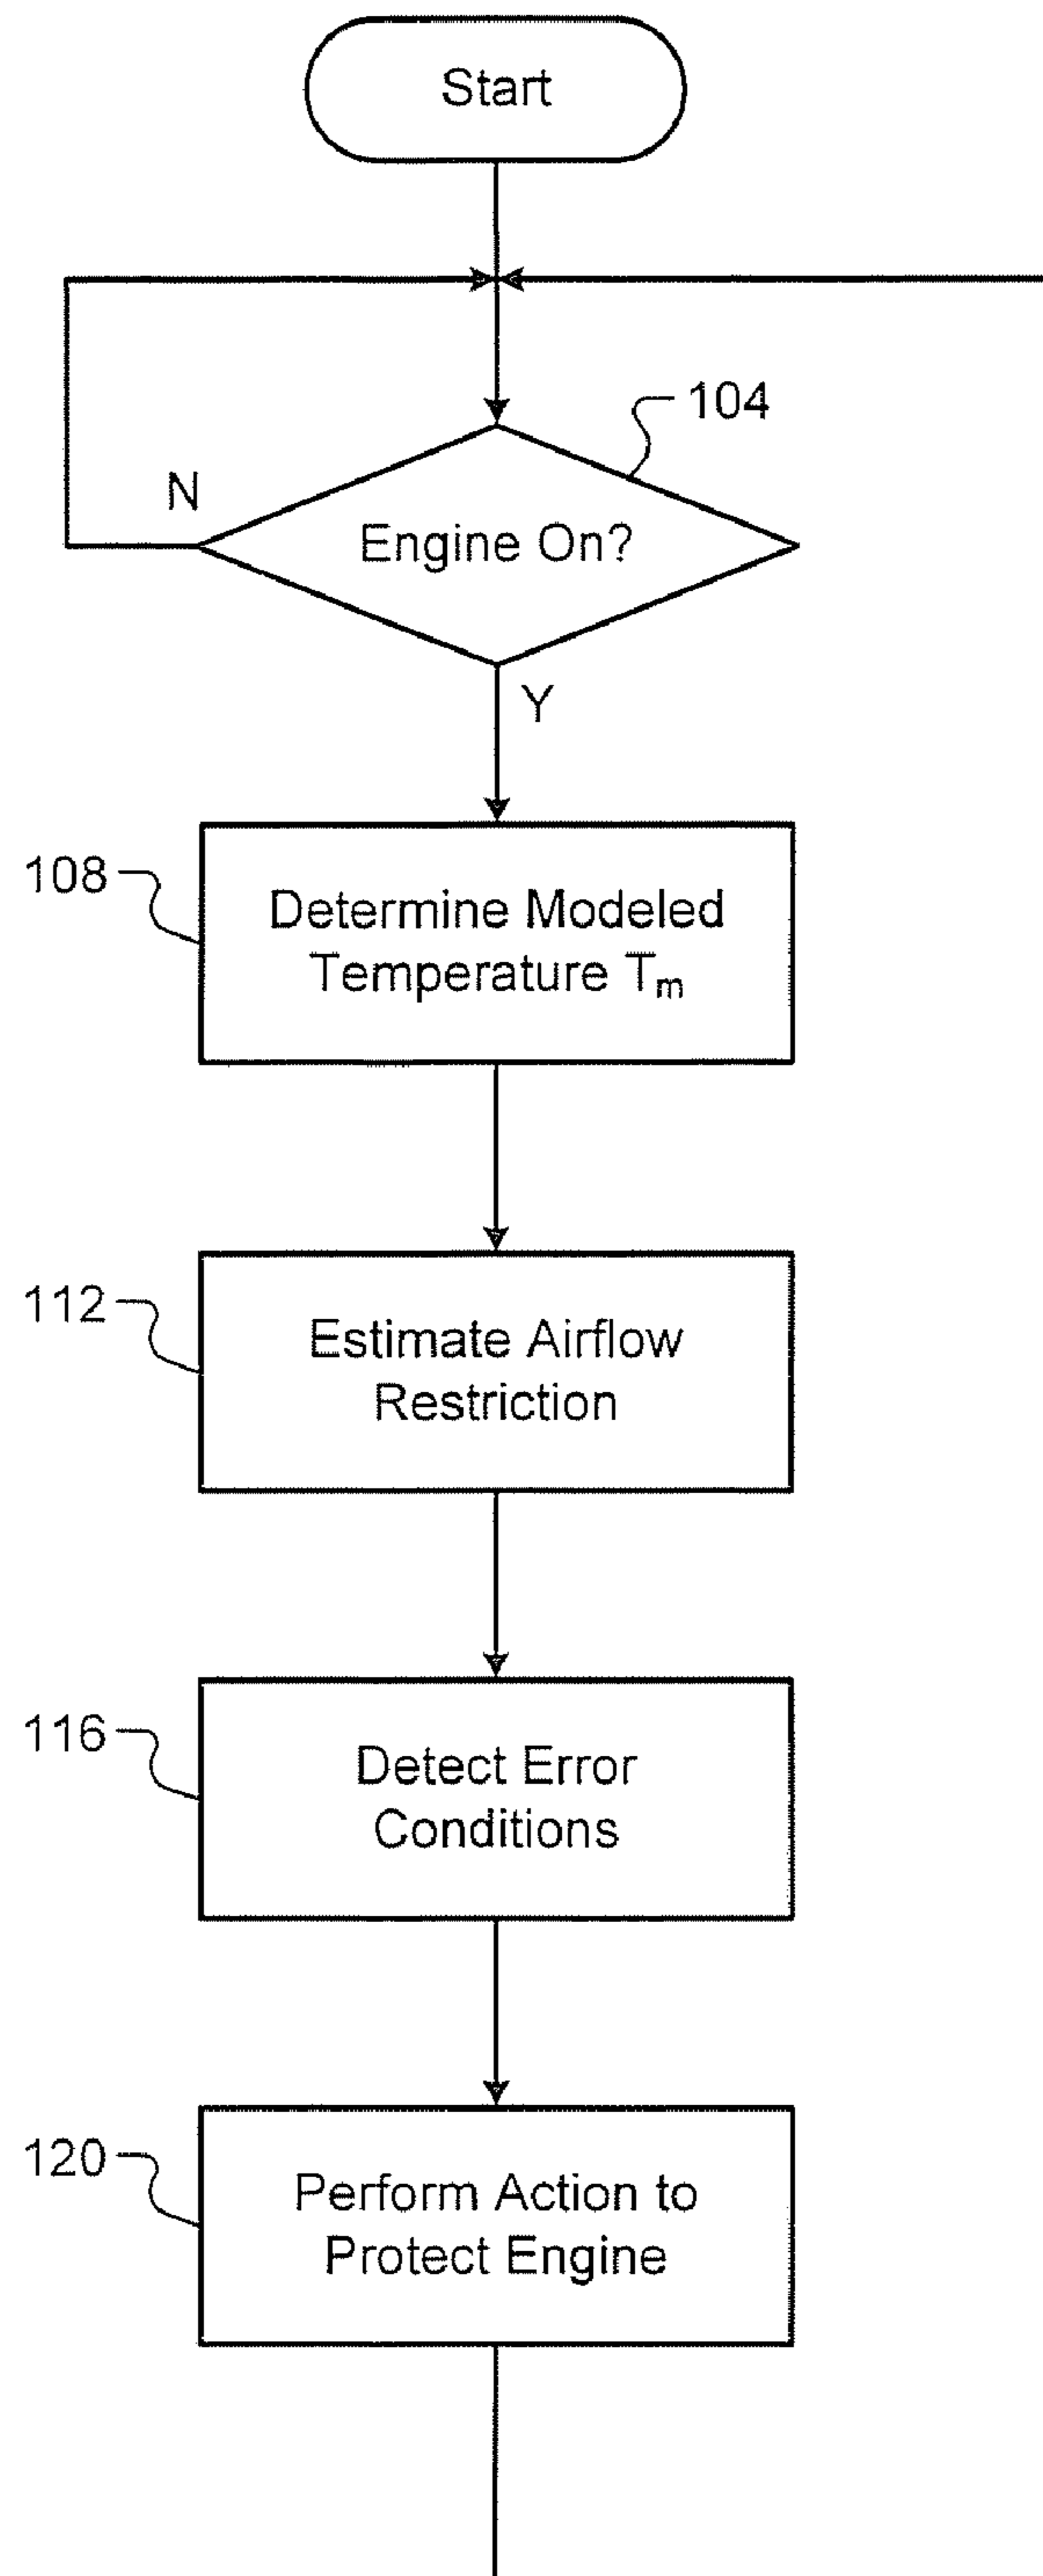 Start
104
N
Engine On?
Y
108
Determine Modeled
Temperature Tm
112
Estimate Airflow
Restriction
116
Detect Error
Conditions
120
Perform Action to
Protect Engine